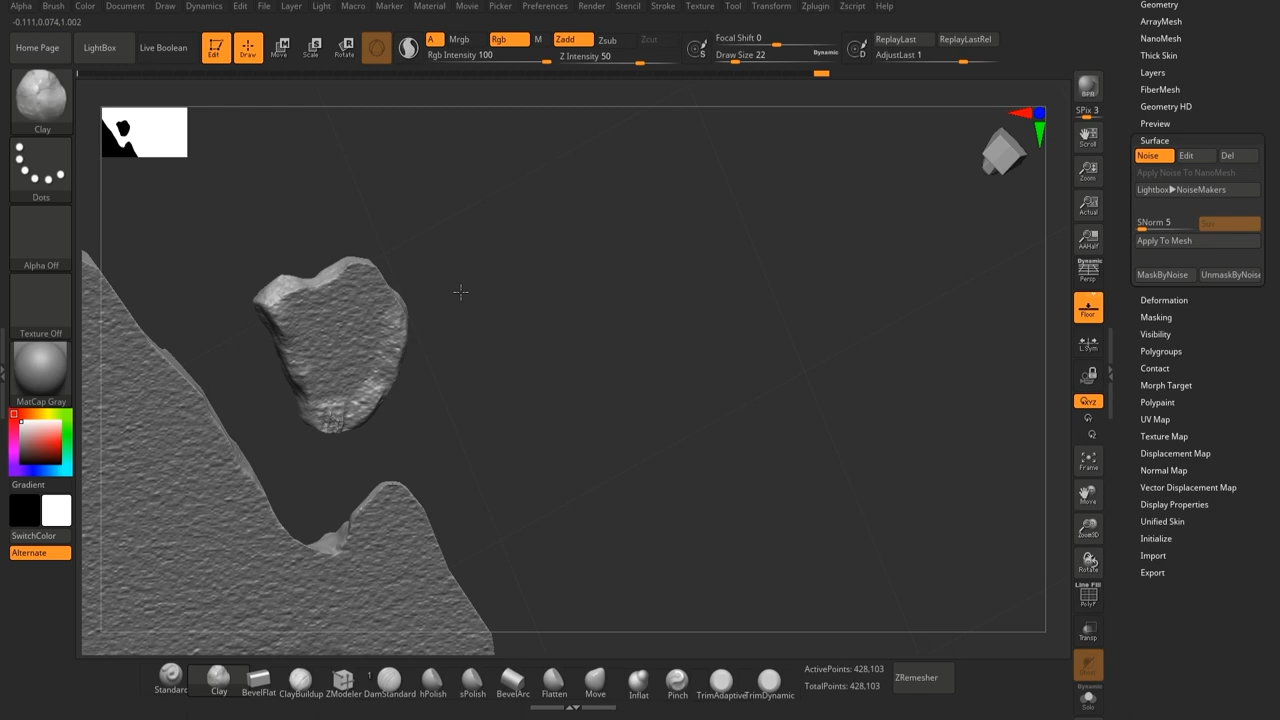 Alpha Brush Color Document Draw Dynamics Edit File Layer Light Macro Marker Material Movie Picker Preferences Render Stencil Stroke Texture Tool Transform Zplugin Zscript Help
-0.111,0.074,1.002
Home Page LightBox Live Boolean Edit Draw Move Scale Rotate A Mrgb Rgb M Zadd Zsub Zcut
Rgb Intensity 100 Z Intensity 50
S Focal Shift 0
Draw Size 22 Dynamic
D ReplayLast ReplayLastRel
AdjustLast 1
Clay
Dots
Alpha Off
Texture Off
MatCap Gray
Gradient
SwitchColor
Alternate
BPR
SPix 3
Scroll
Zoom
Actual
AAHalf
Dynamic
Persp
Floor
L.Sym
XYZ
Frame
Move
Zoom3D
Rotate
Line Fill
PolyF
Transp
Ghost
Dynamic
Solo
Geometry
ArrayMesh
NanoMesh
Thick Skin
Layers
FiberMesh
Geometry HD
Preview
Surface
Noise Edit Del
Apply Noise To NanoMesh
Lightbox▶NoiseMakers
SNorm 5 Suv
Apply To Mesh
MaskByNoise UnmaskByNoise
Deformation
Masking
Visibility
Polygroups
Contact
Morph Target
Polypaint
UV Map
Texture Map
Displacement Map
Normal Map
Vector Displacement Map
Display Properties
Unified Skin
Initialize
Import
Export
Standard Clay BevelFlat ClayBuildup ZModeler 1 DamStandard hPolish sPolish BevelArc Flatten Move Inflat Pinch TrimAdaptive TrimDynamic
ActivePoints: 428,103
TotalPoints: 428,103
ZRemesher